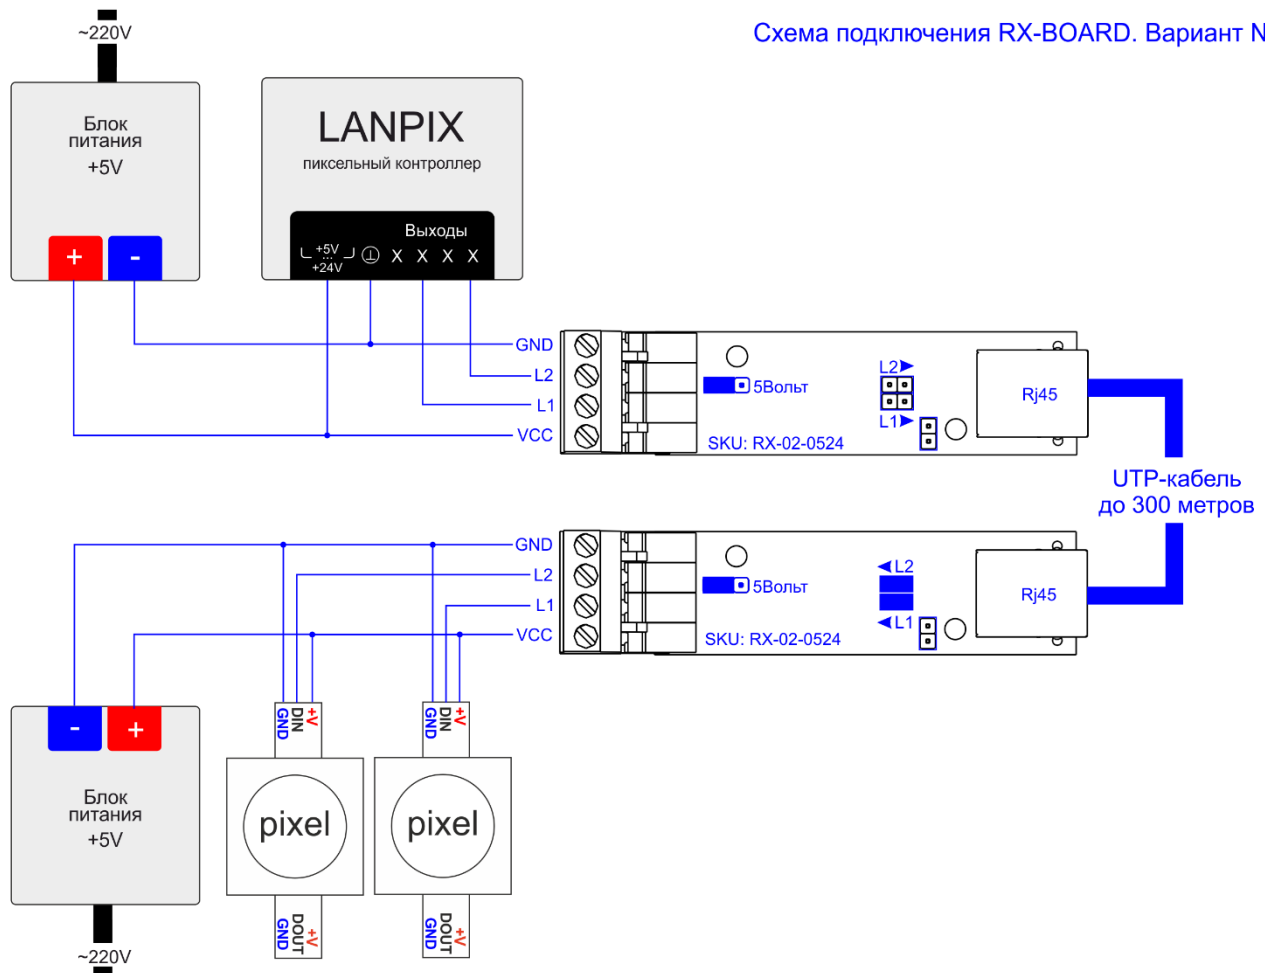 ~220V
Схема подключения RX-BOARD. Вариант N
Блок
питания
+5V
+
-
LANPIX
пиксельный контроллер
Выходы
+5V
...
+24V
X X X X
GND
L2
L1
VCC
5Вольт
SKU: RX-02-0524
L2
L1
Rj45
UTP-кабель
до 300 метров
GND
L2
L1
VCC
5Вольт
SKU: RX-02-0524
L2
L1
Rj45
-
+
Блок
питания
+5V
~220V
GND
DIN
+V
pixel
GND
DOUT
+V
GND
DIN
+V
pixel
GND
DOUT
+V